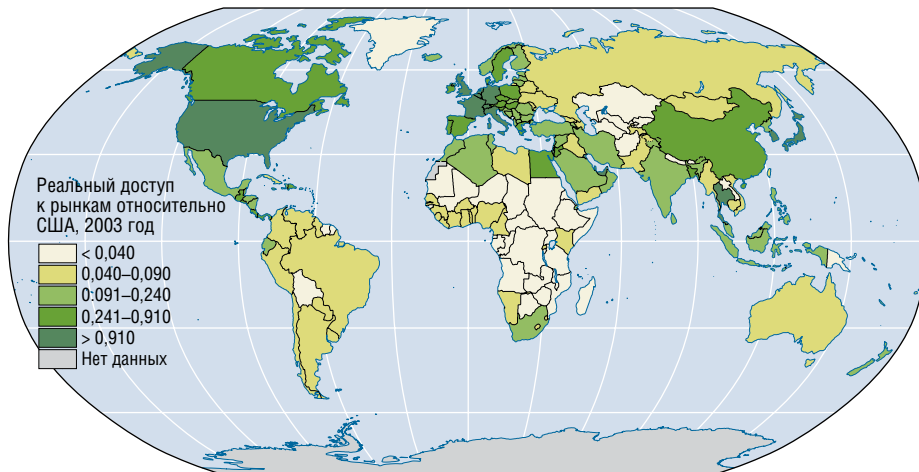 Реальный доступ
к рынкам относительно
США, 2003 год
< 0,040
0,040–0,090
0.091–0,240
0,241–0,910
> 0,910
Нет данных